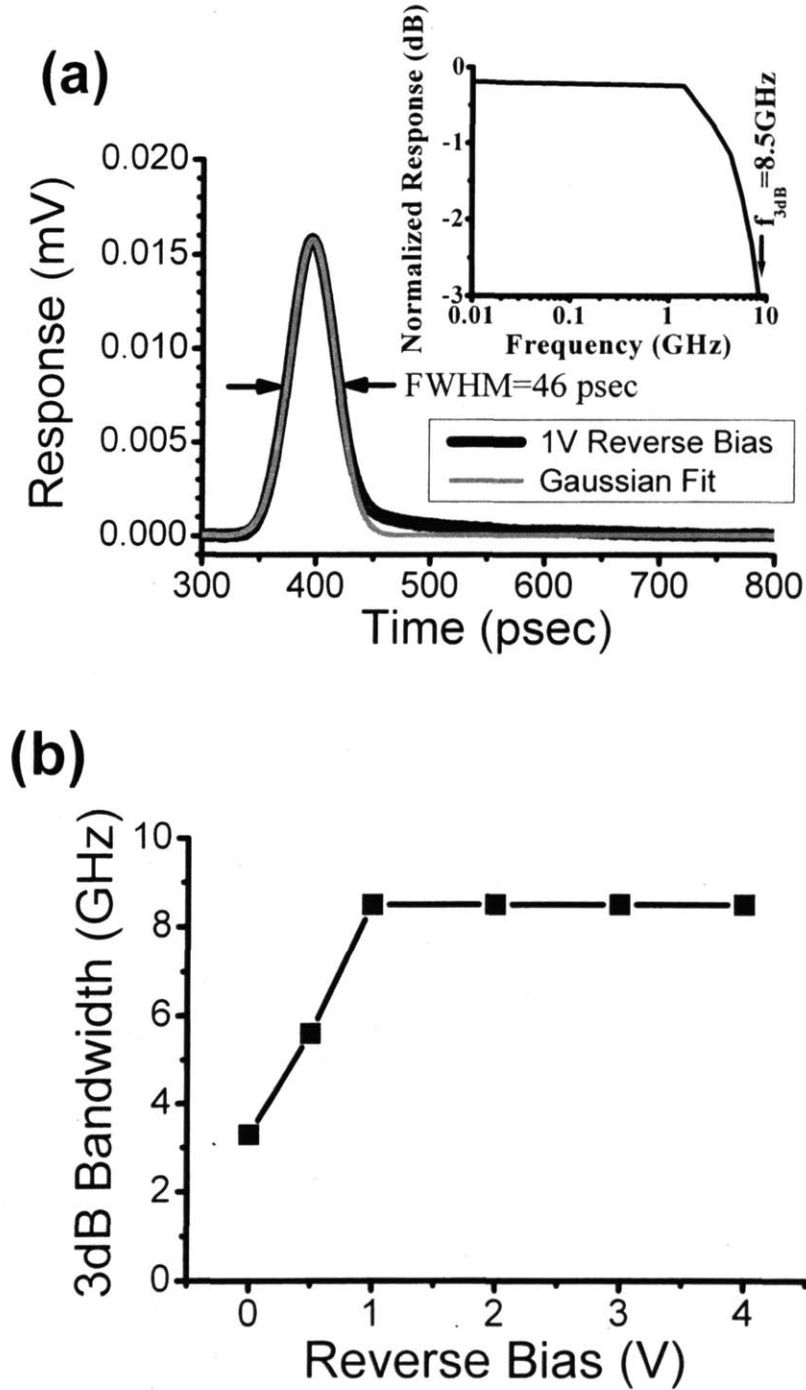 (a)
Normalized Response (dB)
0
-1
-2
-3
0.01 0.1 1 10
Frequency (GHz)
f3dB=8.5GHz
Response (mV)
0.020
0.015
0.010
0.005
0.000
FWHM=46 psec
1V Reverse Bias
Gaussian Fit
300 400 500 600 700 800
Time (psec)
(b)
3dB Bandwidth (GHz)
10
8
6
4
2
0
0 1 2 3 4
Reverse Bias (V)